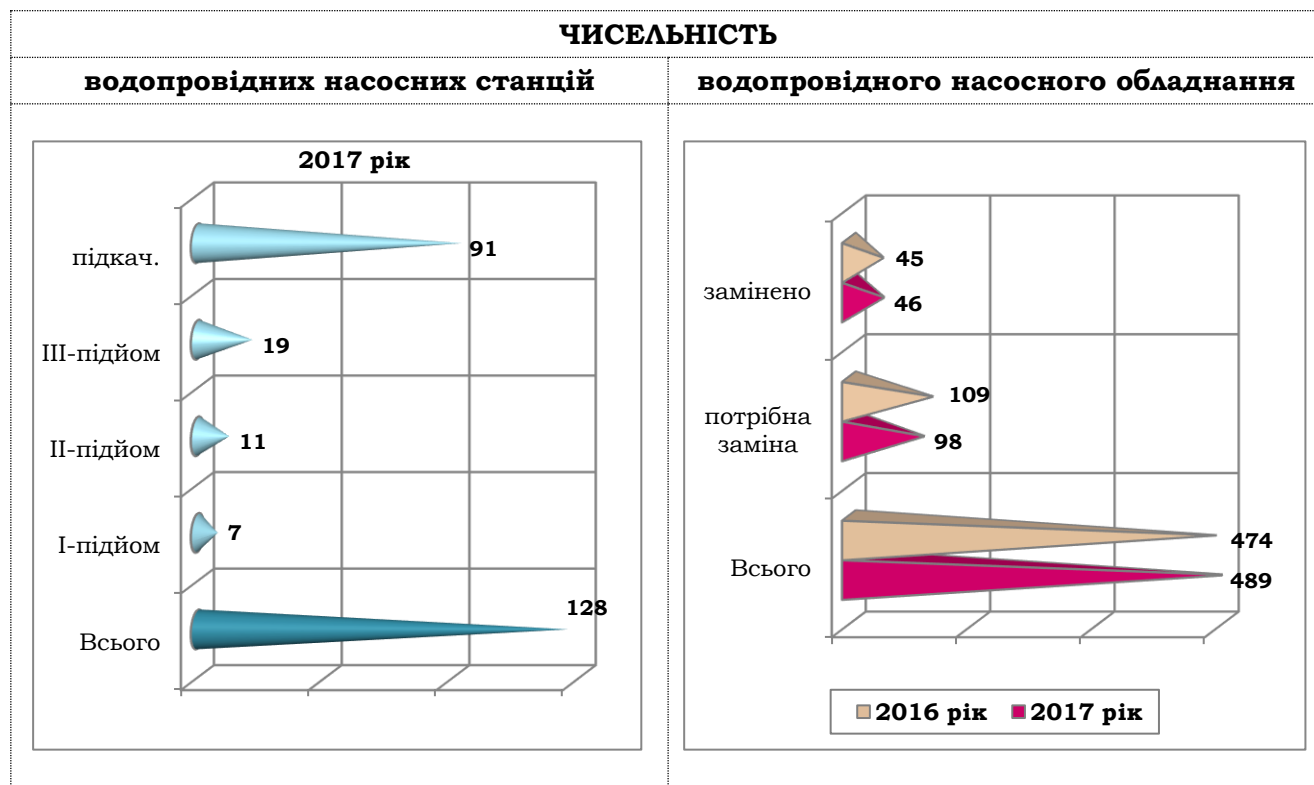 ЧИСЕЛЬНІСТЬ
водопровідних насосних станцій
водопровідного насосного обладнання
2017 рік
підкач.
91
ІІІ-підйом
19
ІІ-підйом
11
І-підйом
7
Всього
128
замінено
45
46
потрібна
заміна
109
98
Всього
474
489
2016 рік
2017 рік